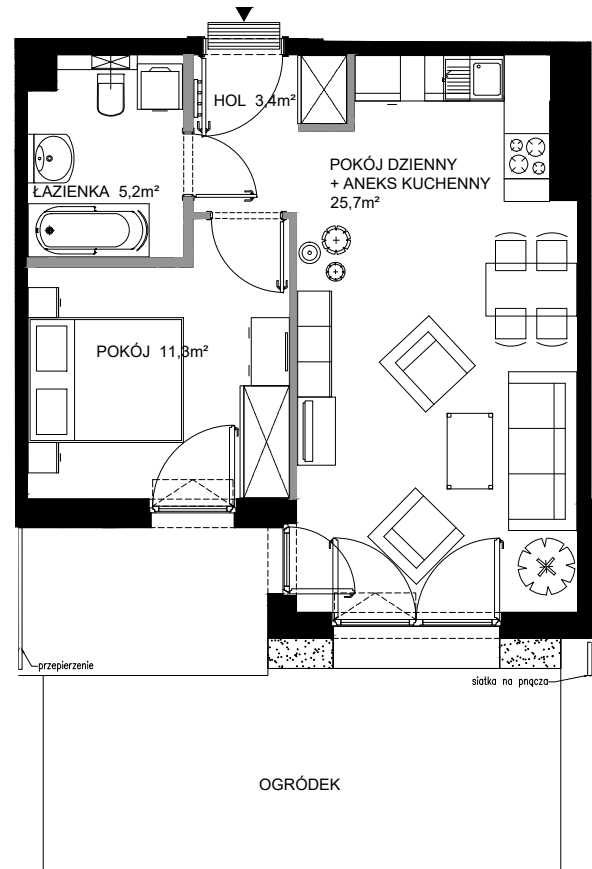 HOL 3,4m²
POKÓJ DZIENNY
+ ANEKS KUCHENNY
25,7m²
ŁAZIENKA 5,2m²
POKÓJ 11,3m²
przepierzenie
siatka na pnącza
OGRÓDEK